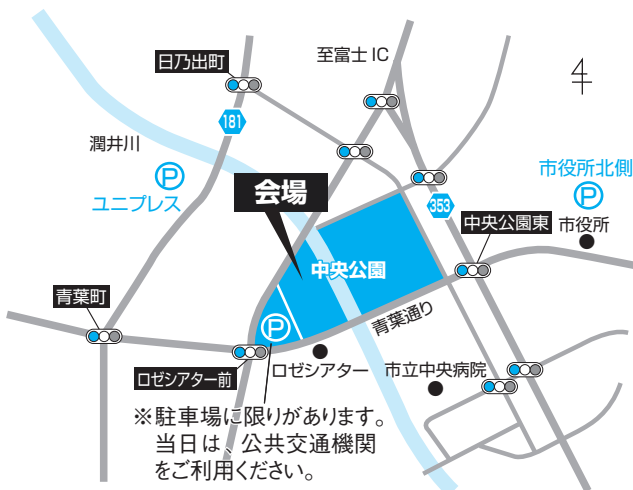 日乃出町
至富士 IC
181
潤井川
P
ユニプレス
会場
市役所北側
P
353
中央公園東
市役所
中央公園
青葉町
青葉通り
P
ロゼシアター前
ロゼシアター
市立中央病院
※駐車場に限りがあります。
当日は、公共交通機関
をご利用ください。